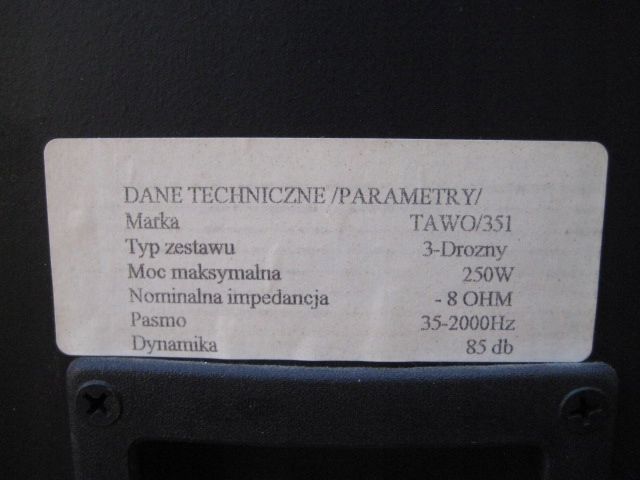 DANE TECHNICZNE /PARAMETRY/
Marka TAWO/351
Typ zestawu 3-Drozny
Moc maksymalna 250W
Nominalna impedancja - 8 OHM
Pasmo 35-2000Hz
Dynamika 85 db